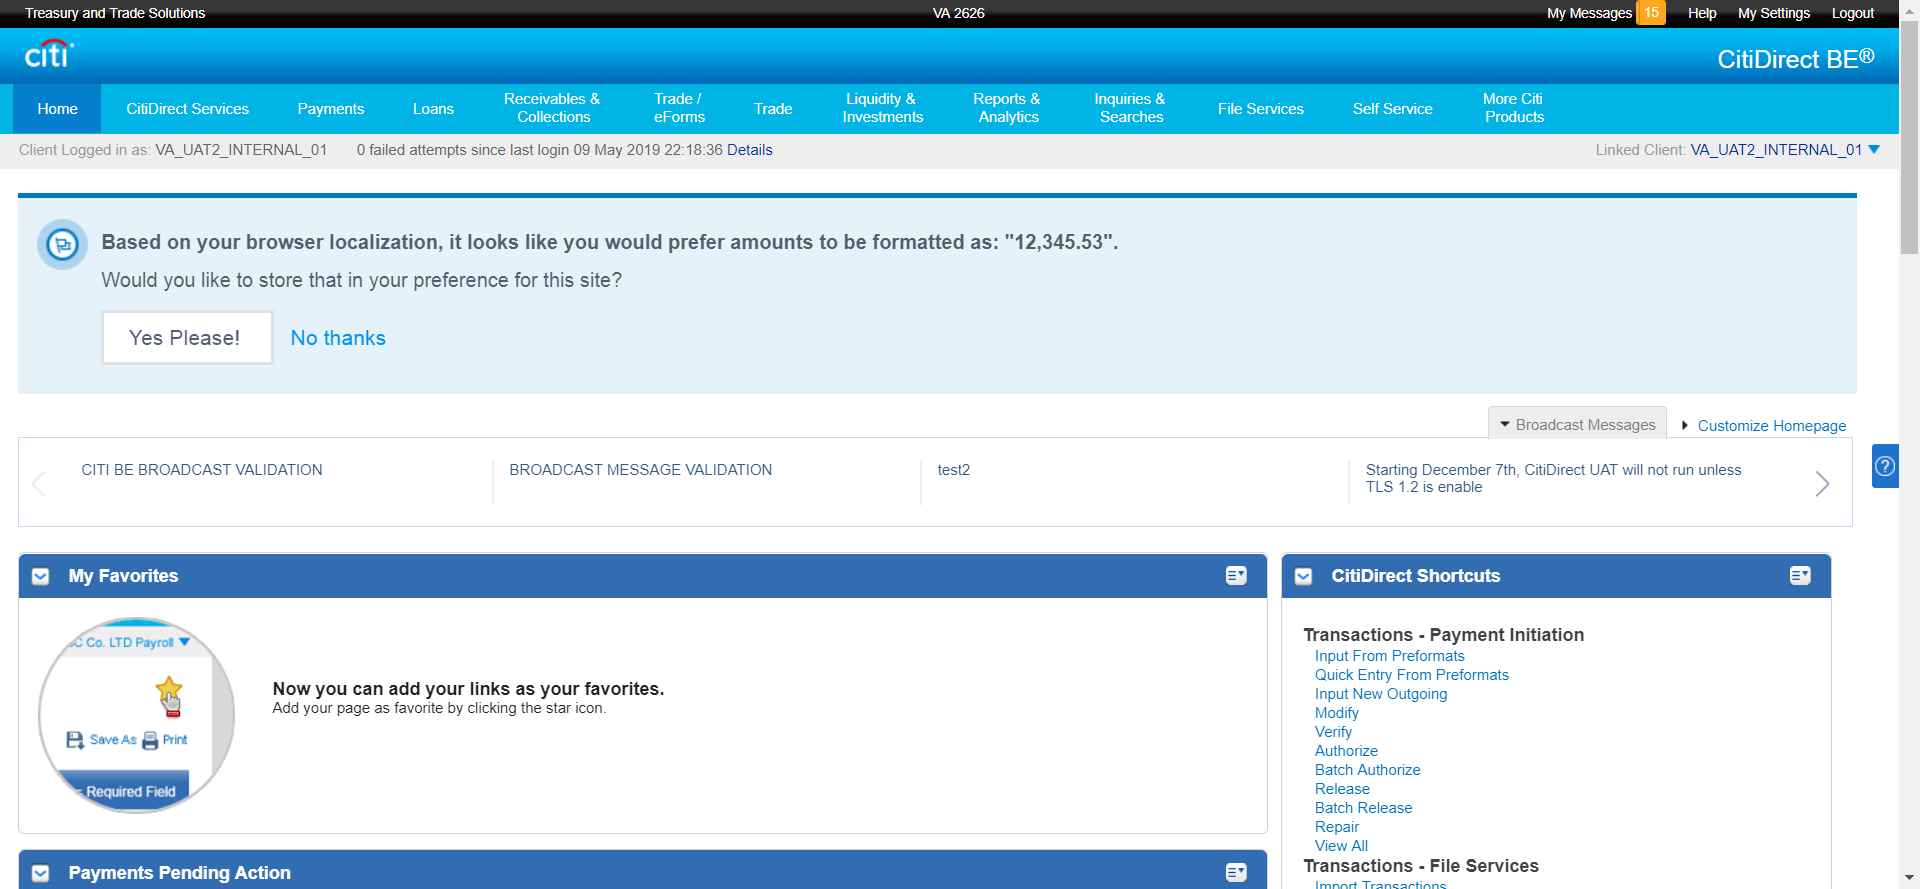 Treasury and Trade Solutions
VA 2626
My Messages 15 Help My Settings Logout
citi
CitiDirect BE®
Home
CitiDirect Services
Payments
Loans
Receivables &
Collections
Trade /
eForms
Trade
Liquidity &
Investments
Reports &
Analytics
Inquiries &
Searches
File Services
Self Service
More Citi
Products
Client Logged in as: VA_UAT2_INTERNAL_01 0 failed attempts since last login 09 May 2019 22:18:36 Details
Linked Client: VA_UAT2_INTERNAL_01
Based on your browser localization, it looks like you would prefer amounts to be formatted as: "12,345.53".
Would you like to store that in your preference for this site?
Yes Please! No thanks
Broadcast Messages Customize Homepage
CITI BE BROADCAST VALIDATION
BROADCAST MESSAGE VALIDATION
test2
Starting December 7th, CitiDirect UAT will not run unless
TLS 1.2 is enable
?
My Favorites
C Co. LTD Payroll
Save As Print
= Required Field
Now you can add your links as your favorites.
Add your page as favorite by clicking the star icon.
Payments Pending Action
CitiDirect Shortcuts
Transactions - Payment Initiation
Input From Preformats
Quick Entry From Preformats
Input New Outgoing
Modify
Verify
Authorize
Batch Authorize
Release
Batch Release
Repair
View All
Transactions - File Services
Import Transactions